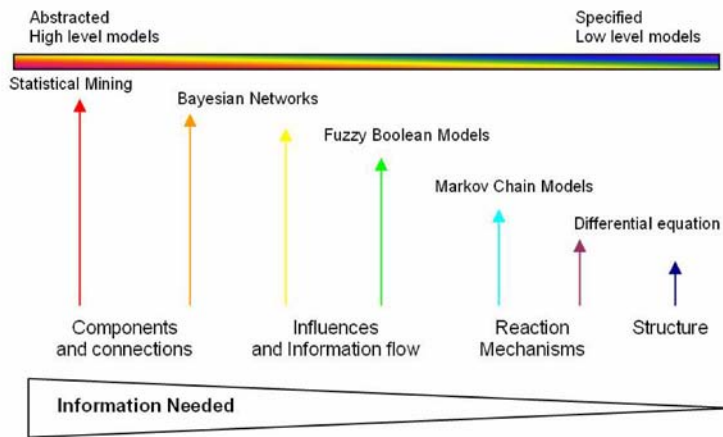 Abstracted
High level models
Specified
Low level models
Statistical Mining
Bayesian Networks
Fuzzy Boolean Models
Markov Chain Models
Differential equation
Components
and connections
Influences
and Information flow
Reaction
Mechanisms
Structure
Information Needed